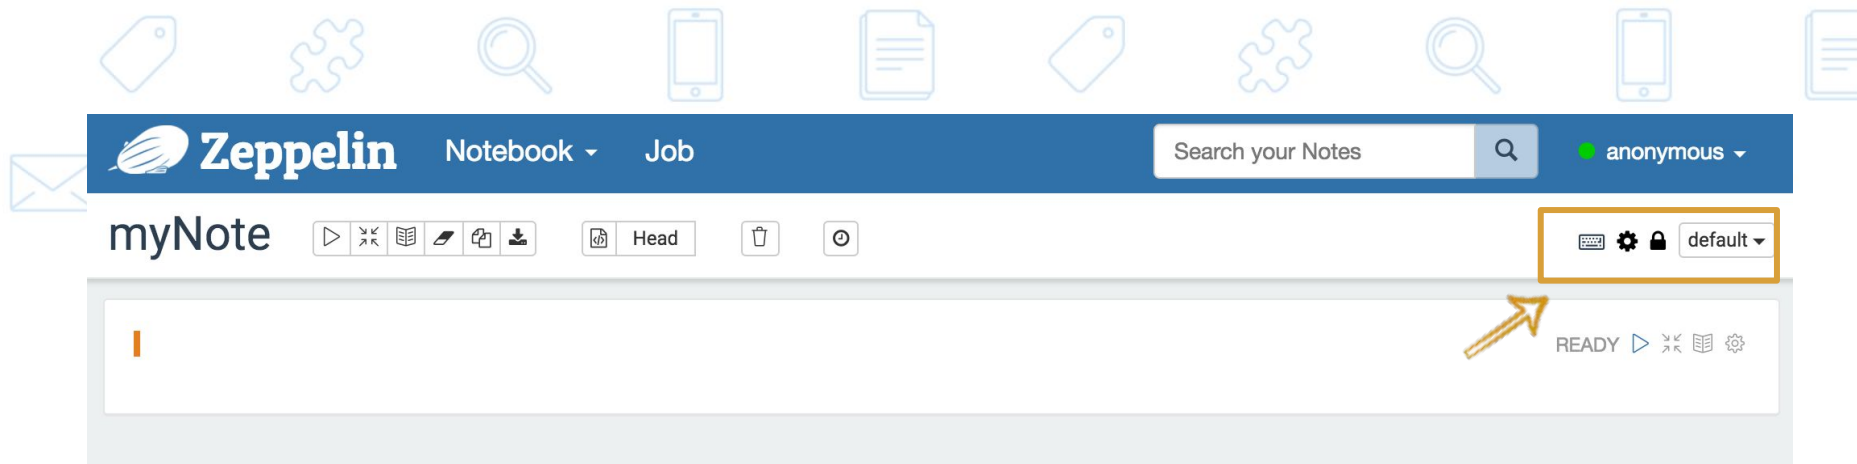 Zeppelin Notebook Job Search your Notes anonymous
myNote Head default
READY